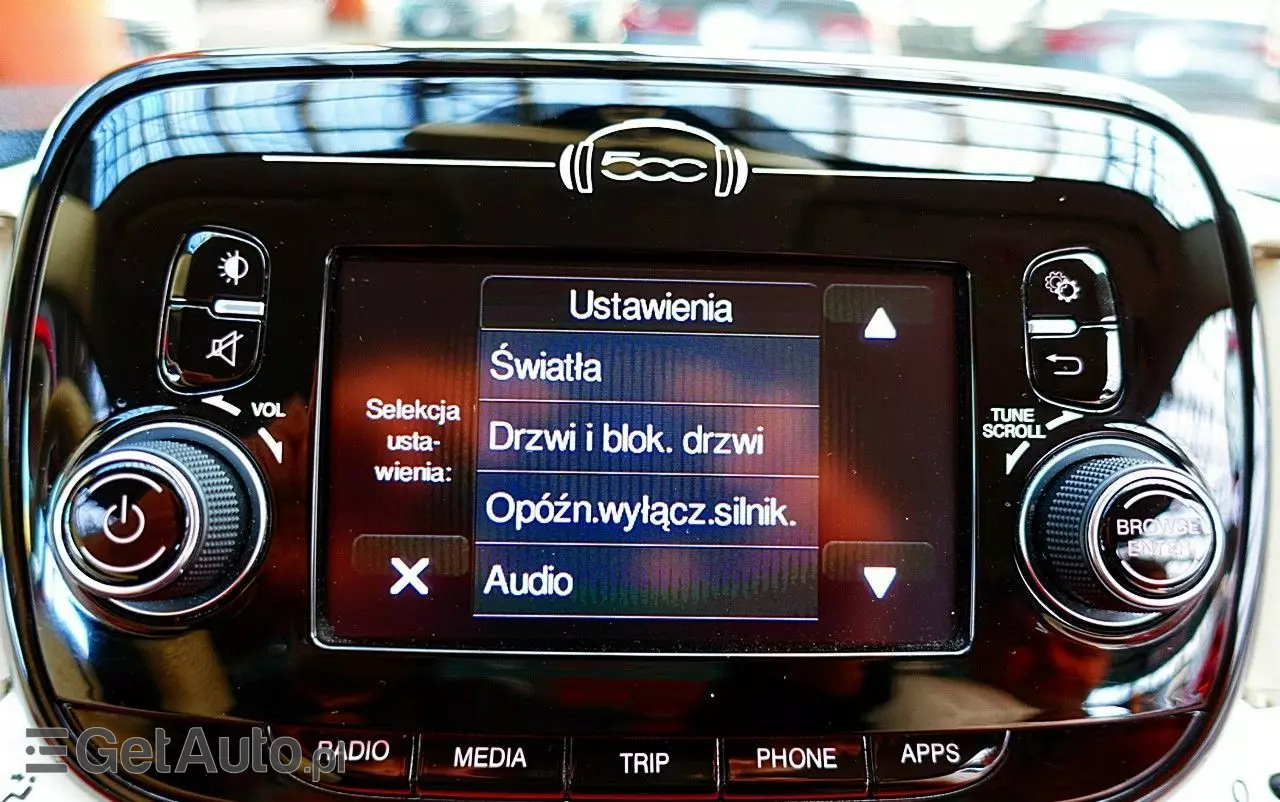 500
VOL
TUNE
SCROLL
BROWSE
ENTER
Ustawienia
Światła
Drzwi i blok. drzwi
Opóźn.wyłącz.silnik.
Audio
Selekcja
usta-
wienia:
RADIO
MEDIA
TRIP
PHONE
APPS
GetAuto.pl